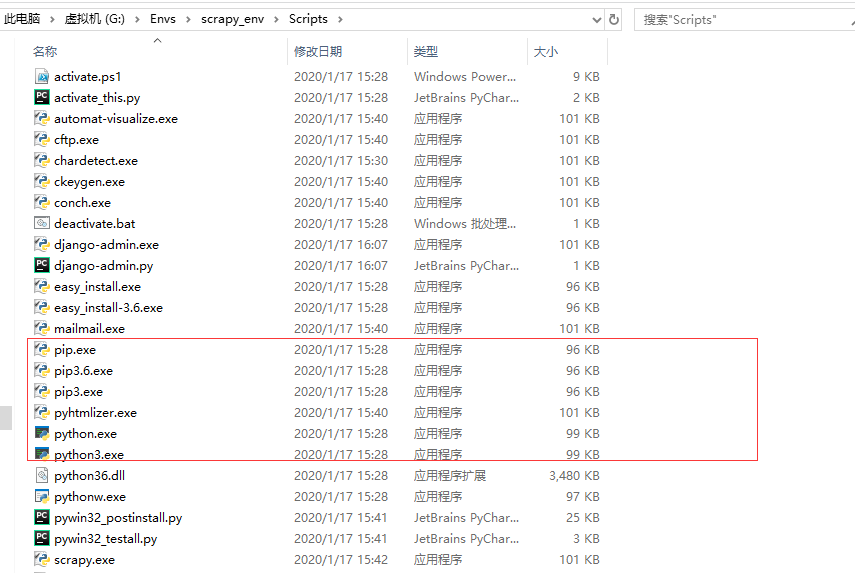 此电脑 > 虚拟机 (G:) > Envs > scrapy_env > Scripts >
搜索"Scripts"
名称 修改日期 类型 大小
activate.ps1 2020/1/17 15:28 Windows Power... 9 KB
activate_this.py 2020/1/17 15:28 JetBrains PyChar... 2 KB
automat-visualize.exe 2020/1/17 15:40 应用程序 101 KB
cftp.exe 2020/1/17 15:40 应用程序 101 KB
chardetect.exe 2020/1/17 15:30 应用程序 101 KB
ckeygen.exe 2020/1/17 15:40 应用程序 101 KB
conch.exe 2020/1/17 15:40 应用程序 101 KB
deactivate.bat 2020/1/17 15:28 Windows 批处理... 1 KB
django-admin.exe 2020/1/17 16:07 应用程序 101 KB
django-admin.py 2020/1/17 16:07 JetBrains PyChar... 1 KB
easy_install.exe 2020/1/17 15:28 应用程序 96 KB
easy_install-3.6.exe 2020/1/17 15:28 应用程序 96 KB
mailmail.exe 2020/1/17 15:40 应用程序 101 KB
pip.exe 2020/1/17 15:28 应用程序 96 KB
pip3.6.exe 2020/1/17 15:28 应用程序 96 KB
pip3.exe 2020/1/17 15:28 应用程序 96 KB
pyhtmlizer.exe 2020/1/17 15:40 应用程序 101 KB
python.exe 2020/1/17 15:28 应用程序 99 KB
python3.exe 2020/1/17 15:28 应用程序 99 KB
python36.dll 2020/1/17 15:28 应用程序扩展 3,480 KB
pythonw.exe 2020/1/17 15:28 应用程序 97 KB
pywin32_postinstall.py 2020/1/17 15:41 JetBrains PyChar... 25 KB
pywin32_testall.py 2020/1/17 15:41 JetBrains PyChar... 3 KB
scrapy.exe 2020/1/17 15:42 应用程序 101 KB